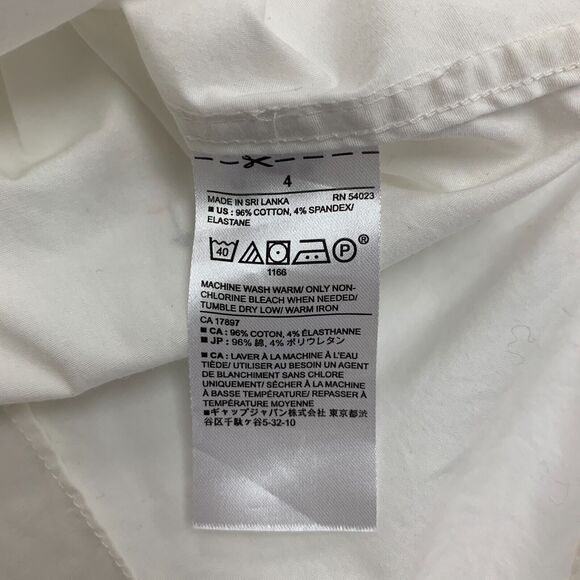 4
MADE IN SRI LANKA RN 54023
■ US : 96% COTTON, 4% SPANDEX/
ELASTANE
40 P ®
1166
MACHINE WASH WARM/ ONLY NON-
CHLORINE BLEACH WHEN NEEDED/
TUMBLE DRY LOW/ WARM IRON
CA 17897
■ CA : 96% COTTON, 4% ÉLASTHANNE
■ JP : 96% 綿, 4% ポリウレタン
■ CA : LAVER À LA MACHINE À L'EAU
TIÈDE/ UTILISER AU BESOIN UN AGENT
DE BLANCHIMENT SANS CHLORE
UNIQUEMENT/ SÉCHER À LA MACHINE
À BASSE TEMPÉRATURE/ REPASSER À
TEMPÉRATURE MOYENNE
■ギャップジャパン株式会社 東京都渋
谷区千駄ケ谷5-32-10